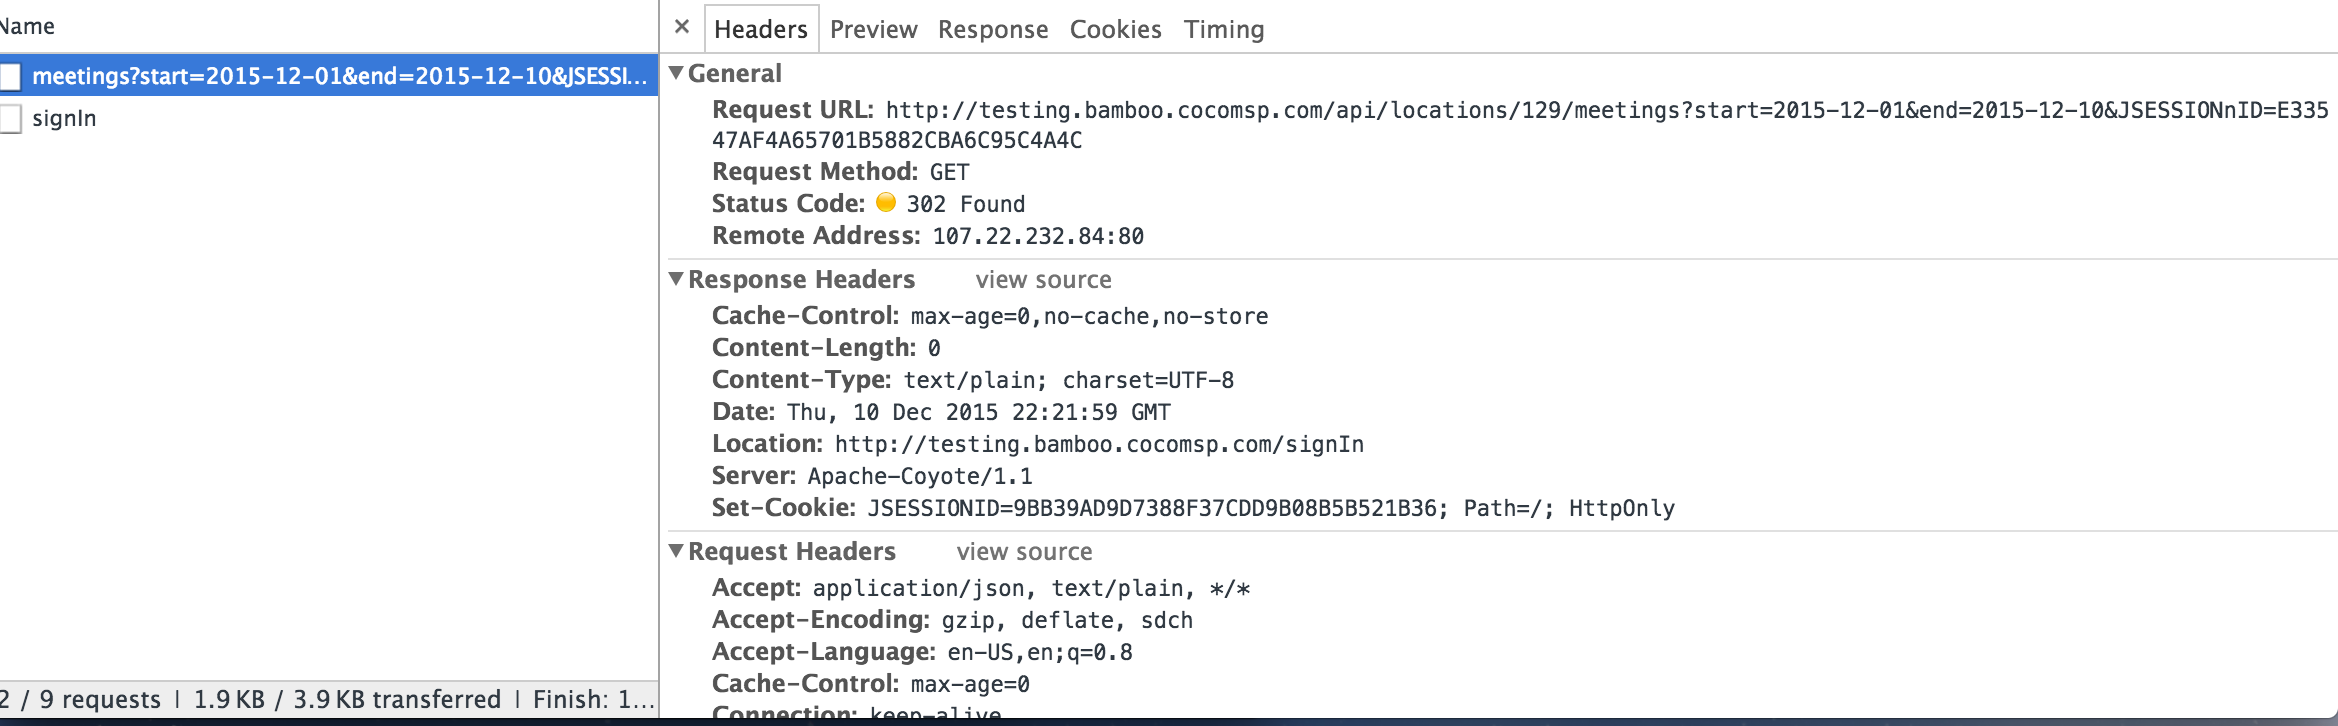 Name
meetings?start=2015-12-01&end=2015-12-10&JSESSI...
signIn
2 / 9 requests | 1.9 KB / 3.9 KB transferred | Finish: 1...
× Headers Preview Response Cookies Timing
▼General
Request URL: http://testing.bamboo.cocomsp.com/api/locations/129/meetings?start=2015-12-01&end=2015-12-10&JSESSIONnID=E335
47AF4A65701B5882CBA6C95C4A4C
Request Method: GET
Status Code: 302 Found
Remote Address: 107.22.232.84:80
▼Response Headers view source
Cache-Control: max-age=0,no-cache,no-store
Content-Length: 0
Content-Type: text/plain; charset=UTF-8
Date: Thu, 10 Dec 2015 22:21:59 GMT
Location: http://testing.bamboo.cocomsp.com/signIn
Server: Apache-Coyote/1.1
Set-Cookie: JSESSIONID=9BB39AD9D7388F37CDD9B08B5B521B36; Path=/; HttpOnly
▼Request Headers view source
Accept: application/json, text/plain, */*
Accept-Encoding: gzip, deflate, sdch
Accept-Language: en-US,en;q=0.8
Cache-Control: max-age=0
Connection: keep-alive